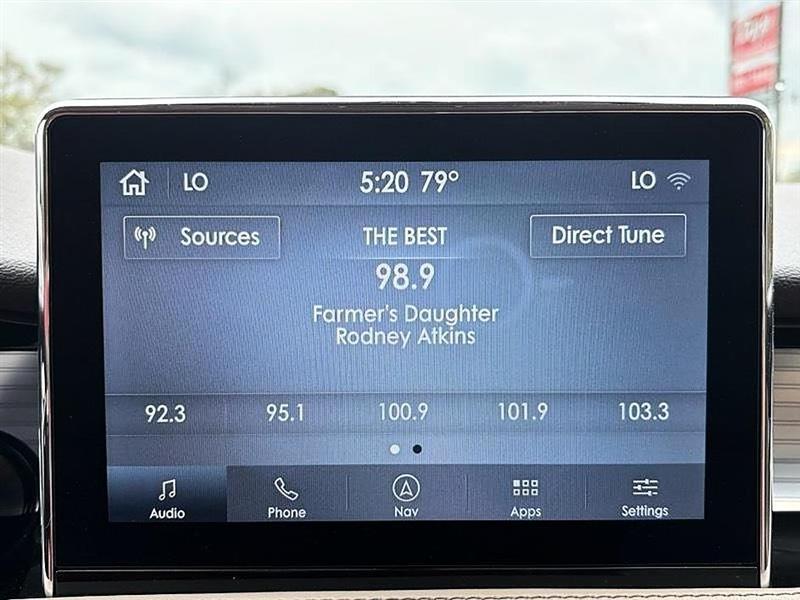 LO 5:20 79° LO
Sources THE BEST Direct Tune
98.9
Farmer's Daughter
Rodney Atkins
92.3 95.1 100.9 101.9 103.3
Audio Phone Nav Apps Settings